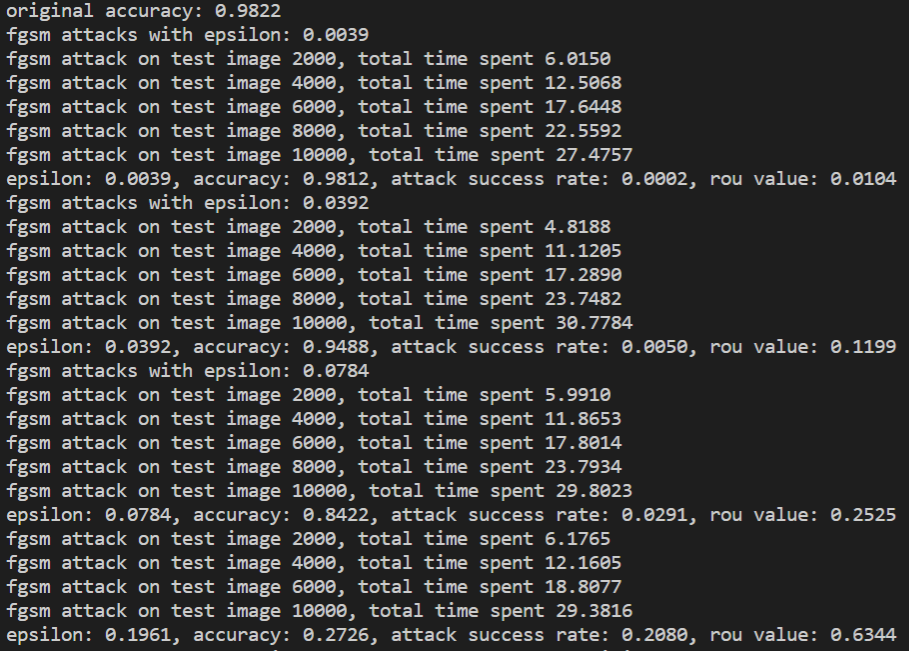 original accuracy: 0.9822
fgsm attacks with epsilon: 0.0039
fgsm attack on test image 2000, total time spent 6.0150
fgsm attack on test image 4000, total time spent 12.5068
fgsm attack on test image 6000, total time spent 17.6448
fgsm attack on test image 8000, total time spent 22.5592
fgsm attack on test image 10000, total time spent 27.4757
epsilon: 0.0039, accuracy: 0.9812, attack success rate: 0.0002, rou value: 0.0104
fgsm attacks with epsilon: 0.0392
fgsm attack on test image 2000, total time spent 4.8188
fgsm attack on test image 4000, total time spent 11.1205
fgsm attack on test image 6000, total time spent 17.2890
fgsm attack on test image 8000, total time spent 23.7482
fgsm attack on test image 10000, total time spent 30.7784
epsilon: 0.0392, accuracy: 0.9488, attack success rate: 0.0050, rou value: 0.1199
fgsm attacks with epsilon: 0.0784
fgsm attack on test image 2000, total time spent 5.9910
fgsm attack on test image 4000, total time spent 11.8653
fgsm attack on test image 6000, total time spent 17.8014
fgsm attack on test image 8000, total time spent 23.7934
fgsm attack on test image 10000, total time spent 29.8023
epsilon: 0.0784, accuracy: 0.8422, attack success rate: 0.0291, rou value: 0.2525
fgsm attack on test image 2000, total time spent 6.1765
fgsm attack on test image 4000, total time spent 12.1605
fgsm attack on test image 6000, total time spent 18.8077
fgsm attack on test image 10000, total time spent 29.3816
epsilon: 0.1961, accuracy: 0.2726, attack success rate: 0.2080, rou value: 0.6344